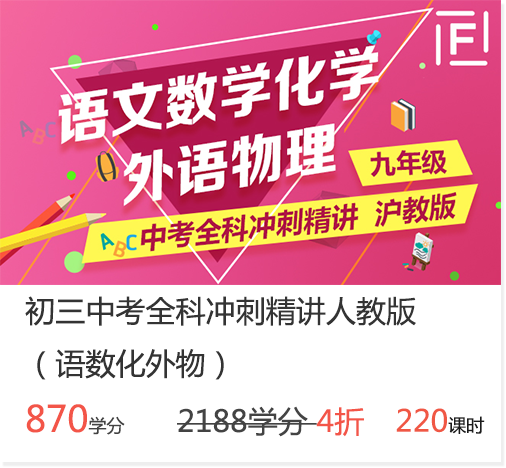 语文数学化学
外语物理
九年级
ABC
ABC中考全科冲刺精讲 沪教版
初三中考全科冲刺精讲人教版
（语数化外物）
870学分 2188学分 4折 220课时